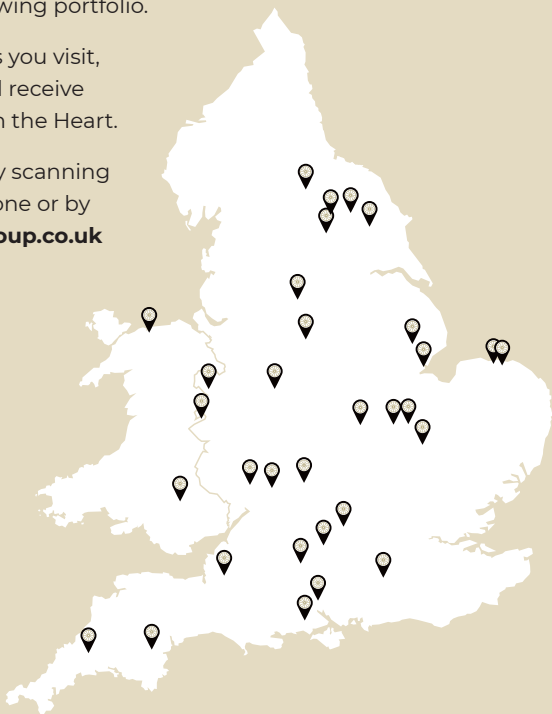 wing portfolio.
s you visit,
receive
the Heart.
y scanning
one or by
oup.co.uk